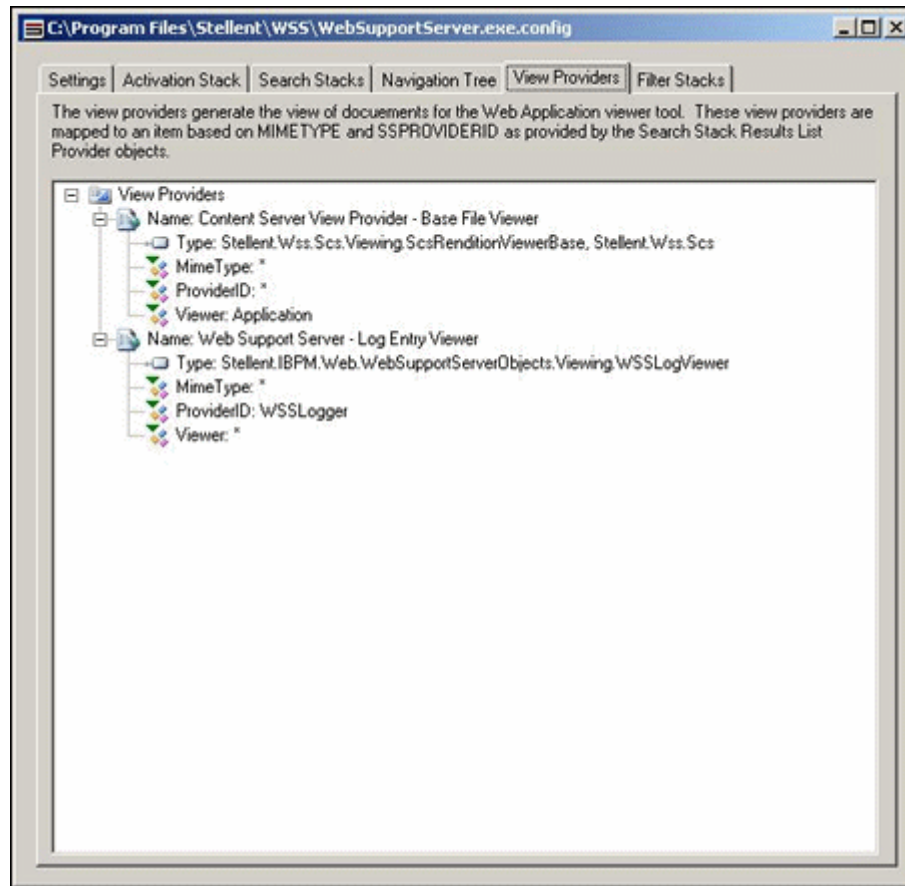 C:\Program Files\Stellent\WSS\WebSupportServer.exe.config
Settings Activation Stack Search Stacks Navigation Tree View Providers Filter Stacks
The view providers generate the view of docuements for the Web Application viewer tool. These view providers are
mapped to an item based on MIMETYPE and SSPROVIDERID as provided by the Search Stack Results List
Provider objects.
View Providers
Name: Content Server View Provider - Base File Viewer
Type: Stellent.Wss.Scs.Viewing.ScsRenditionViewerBase, Stellent.Wss.Scs
MimeType: *
ProviderID: *
Viewer: Application
Name: Web Support Server - Log Entry Viewer
Type: Stellent.IBPM.Web.WebSupportServerObjects.Viewing.WSSLogViewer
MimeType: *
ProviderID: WSSLogger
Viewer: *